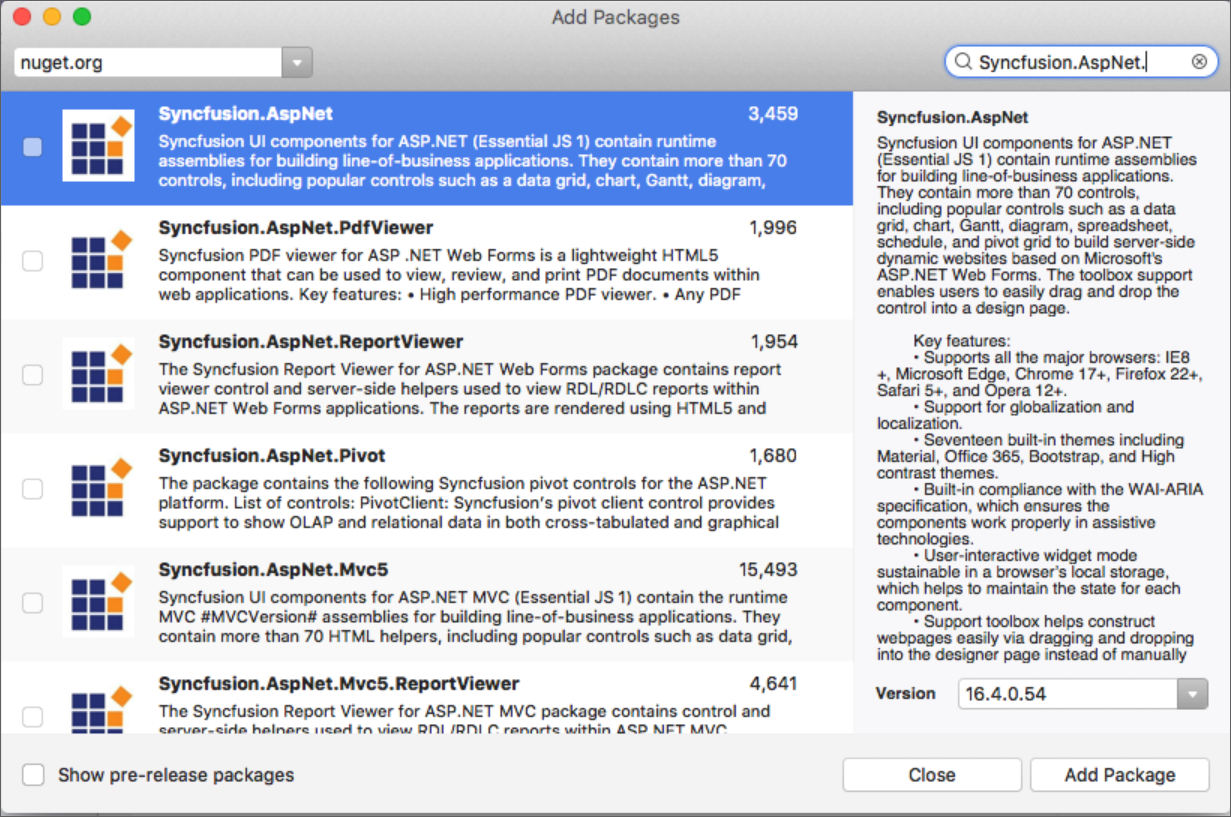 Add Packages
nuget.org
Syncfusion.AspNet.
Syncfusion.AspNet 3,459
Syncfusion UI components for ASP.NET (Essential JS 1) contain runtime
assemblies for building line-of-business applications. They contain more than 70
controls, including popular controls such as a data grid, chart, Gantt, diagram,
Syncfusion.AspNet.PdfViewer 1,996
Syncfusion PDF viewer for ASP .NET Web Forms is a lightweight HTML5
component that can be used to view, review, and print PDF documents within
web applications. Key features: • High performance PDF viewer. • Any PDF
Syncfusion.AspNet.ReportViewer 1,954
The Syncfusion Report Viewer for ASP.NET Web Forms package contains report
viewer control and server-side helpers used to view RDL/RDLC reports within
ASP.NET Web Forms applications. The reports are rendered using HTML5 and
Syncfusion.AspNet.Pivot 1,680
The package contains the following Syncfusion pivot controls for the ASP.NET
platform. List of controls: PivotClient: Syncfusion's pivot client control provides
support to show OLAP and relational data in both cross-tabulated and graphical
Syncfusion.AspNet.Mvc5 15,493
Syncfusion UI components for ASP.NET MVC (Essential JS 1) contain the runtime
MVC #MVCVersion# assemblies for building line-of-business applications. They
contain more than 70 HTML helpers, including popular controls such as data grid,
Syncfusion.AspNet.Mvc5.ReportViewer 4,641
The Syncfusion Report Viewer for ASP.NET MVC package contains control and
server-side helpers used to view RDL/RDLC reports within ASP.NET MVC
Syncfusion.AspNet
Syncfusion UI components for ASP.NET
(Essential JS 1) contain runtime assemblies
for building line-of-business applications.
They contain more than 70 controls,
including popular controls such as a data
grid, chart, Gantt, diagram, spreadsheet,
schedule, and pivot grid to build server-side
dynamic websites based on Microsoft's
ASP.NET Web Forms. The toolbox support
enables users to easily drag and drop the
control into a design page.
Key features:
• Supports all the major browsers: IE8
+, Microsoft Edge, Chrome 17+, Firefox 22+,
Safari 5+, and Opera 12+.
• Support for globalization and
localization.
• Seventeen built-in themes including
Material, Office 365, Bootstrap, and High
contrast themes.
• Built-in compliance with the WAI-ARIA
specification, which ensures the
components work properly in assistive
technologies.
• User-interactive widget mode
sustainable in a browser's local storage,
which helps to maintain the state for each
component.
• Support toolbox helps construct
webpages easily via dragging and dropping
into the designer page instead of manually
Version 16.4.0.54
Show pre-release packages
Close
Add Package